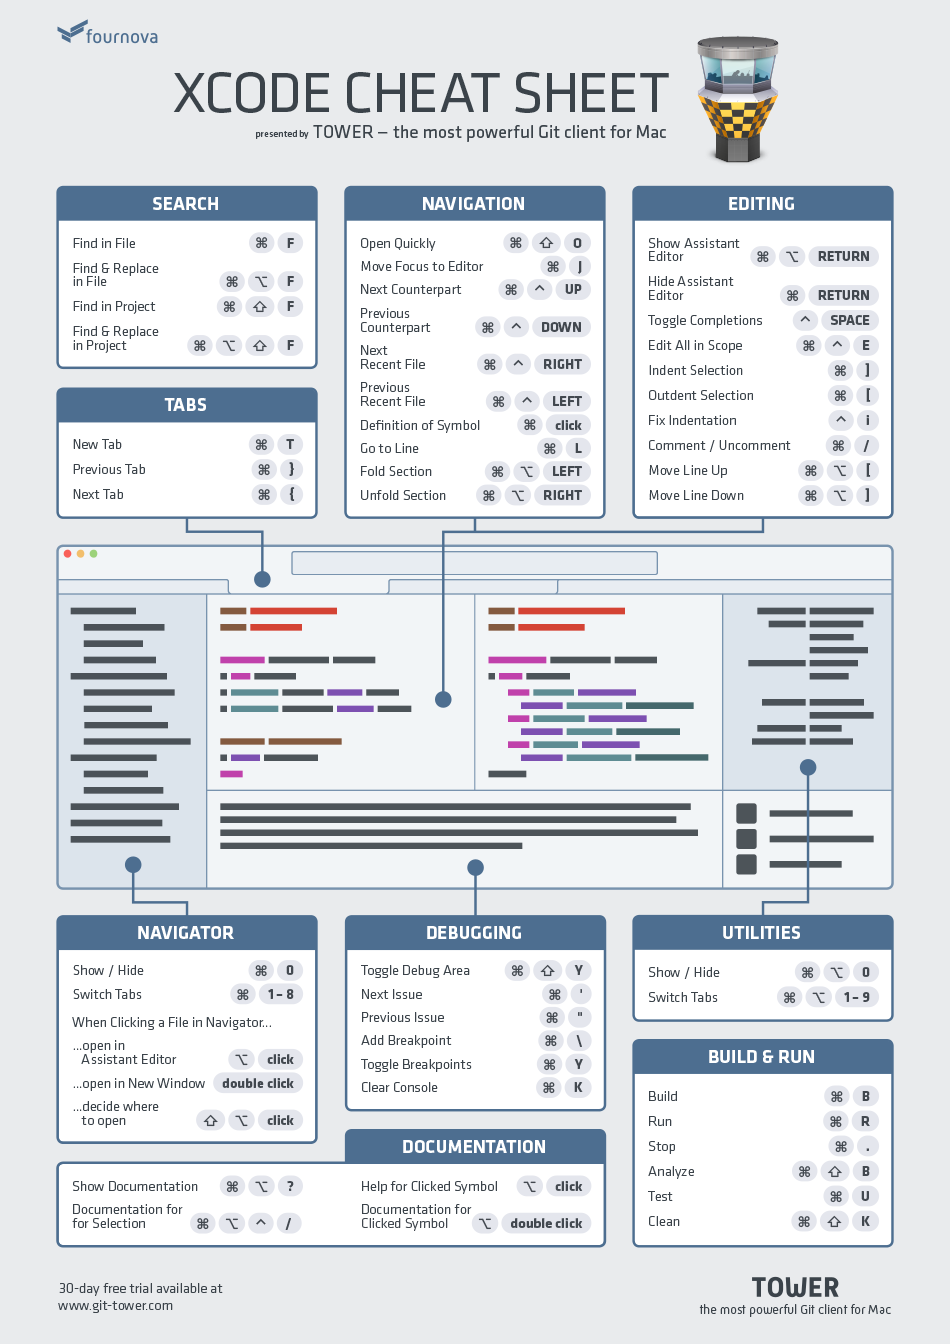 fournova
XCODE CHEAT SHEET
presented by TOWER – the most powerful Git client for Mac
SEARCH
Find in File ⌘ F
Find & Replace
in File ⌘ ⌥ F
Find in Project ⌘ ⇧ F
Find & Replace
in Project ⌘ ⌥ ⇧ F
TABS
New Tab ⌘ T
Previous Tab ⌘ }
Next Tab ⌘ {
NAVIGATION
Open Quickly ⌘ ⇧ O
Move Focus to Editor ⌘ J
Next Counterpart ⌘ ^ UP
Previous
Counterpart ⌘ ^ DOWN
Next
Recent File ⌘ ^ RIGHT
Previous
Recent File ⌘ ^ LEFT
Definition of Symbol ⌘ click
Go to Line ⌘ L
Fold Section ⌘ ⌥ LEFT
Unfold Section ⌘ ⌥ RIGHT
EDITING
Show Assistant
Editor ⌘ ⌥ RETURN
Hide Assistant
Editor ⌘ RETURN
Toggle Completions ^ SPACE
Edit All in Scope ⌘ ^ E
Indent Selection ⌘ ]
Outdent Selection ⌘ [
Fix Indentation ^ i
Comment / Uncomment ⌘ /
Move Line Up ⌘ ⌥ [
Move Line Down ⌘ ⌥ ]
NAVIGATOR
Show / Hide ⌘ 0
Switch Tabs ⌘ 1 – 8
When Clicking a File in Navigator...
...open in
Assistant Editor ⌥ click
...open in New Window double click
...decide where
to open ⇧ ⌥ click
DEBUGGING
Toggle Debug Area ⌘ ⇧ Y
Next Issue ⌘ '
Previous Issue ⌘ "
Add Breakpoint ⌘ \
Toggle Breakpoints ⌘ Y
Clear Console ⌘ K
UTILITIES
Show / Hide ⌘ ⌥ 0
Switch Tabs ⌘ ⌥ 1 – 9
DOCUMENTATION
Show Documentation ⌘ ⌥ ?
Documentation for
for Selection ⌘ ⌥ ^ /
Help for Clicked Symbol ⌥ click
Documentation for
Clicked Symbol ⌥ double click
BUILD & RUN
Build ⌘ B
Run ⌘ R
Stop ⌘ .
Analyze ⌘ ⇧ B
Test ⌘ U
Clean ⌘ ⇧ K
30-day free trial available at
www.git-tower.com
TOWER
the most powerful Git client for Mac